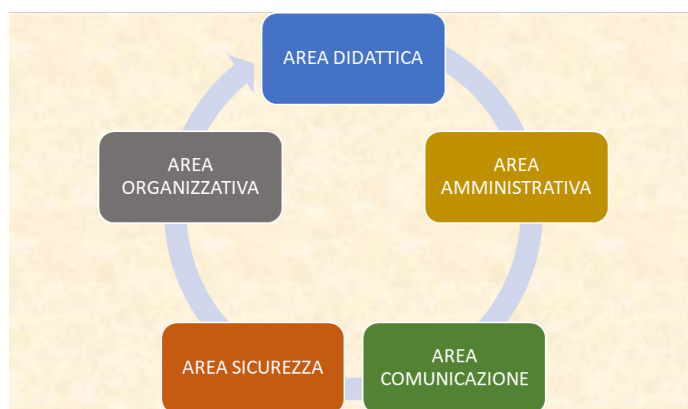 AREA DIDATTICA
AREA
AMMINISTRATIVA
AREA
COMUNICAZIONE
AREA SICUREZZA
AREA
ORGANIZZATIVA